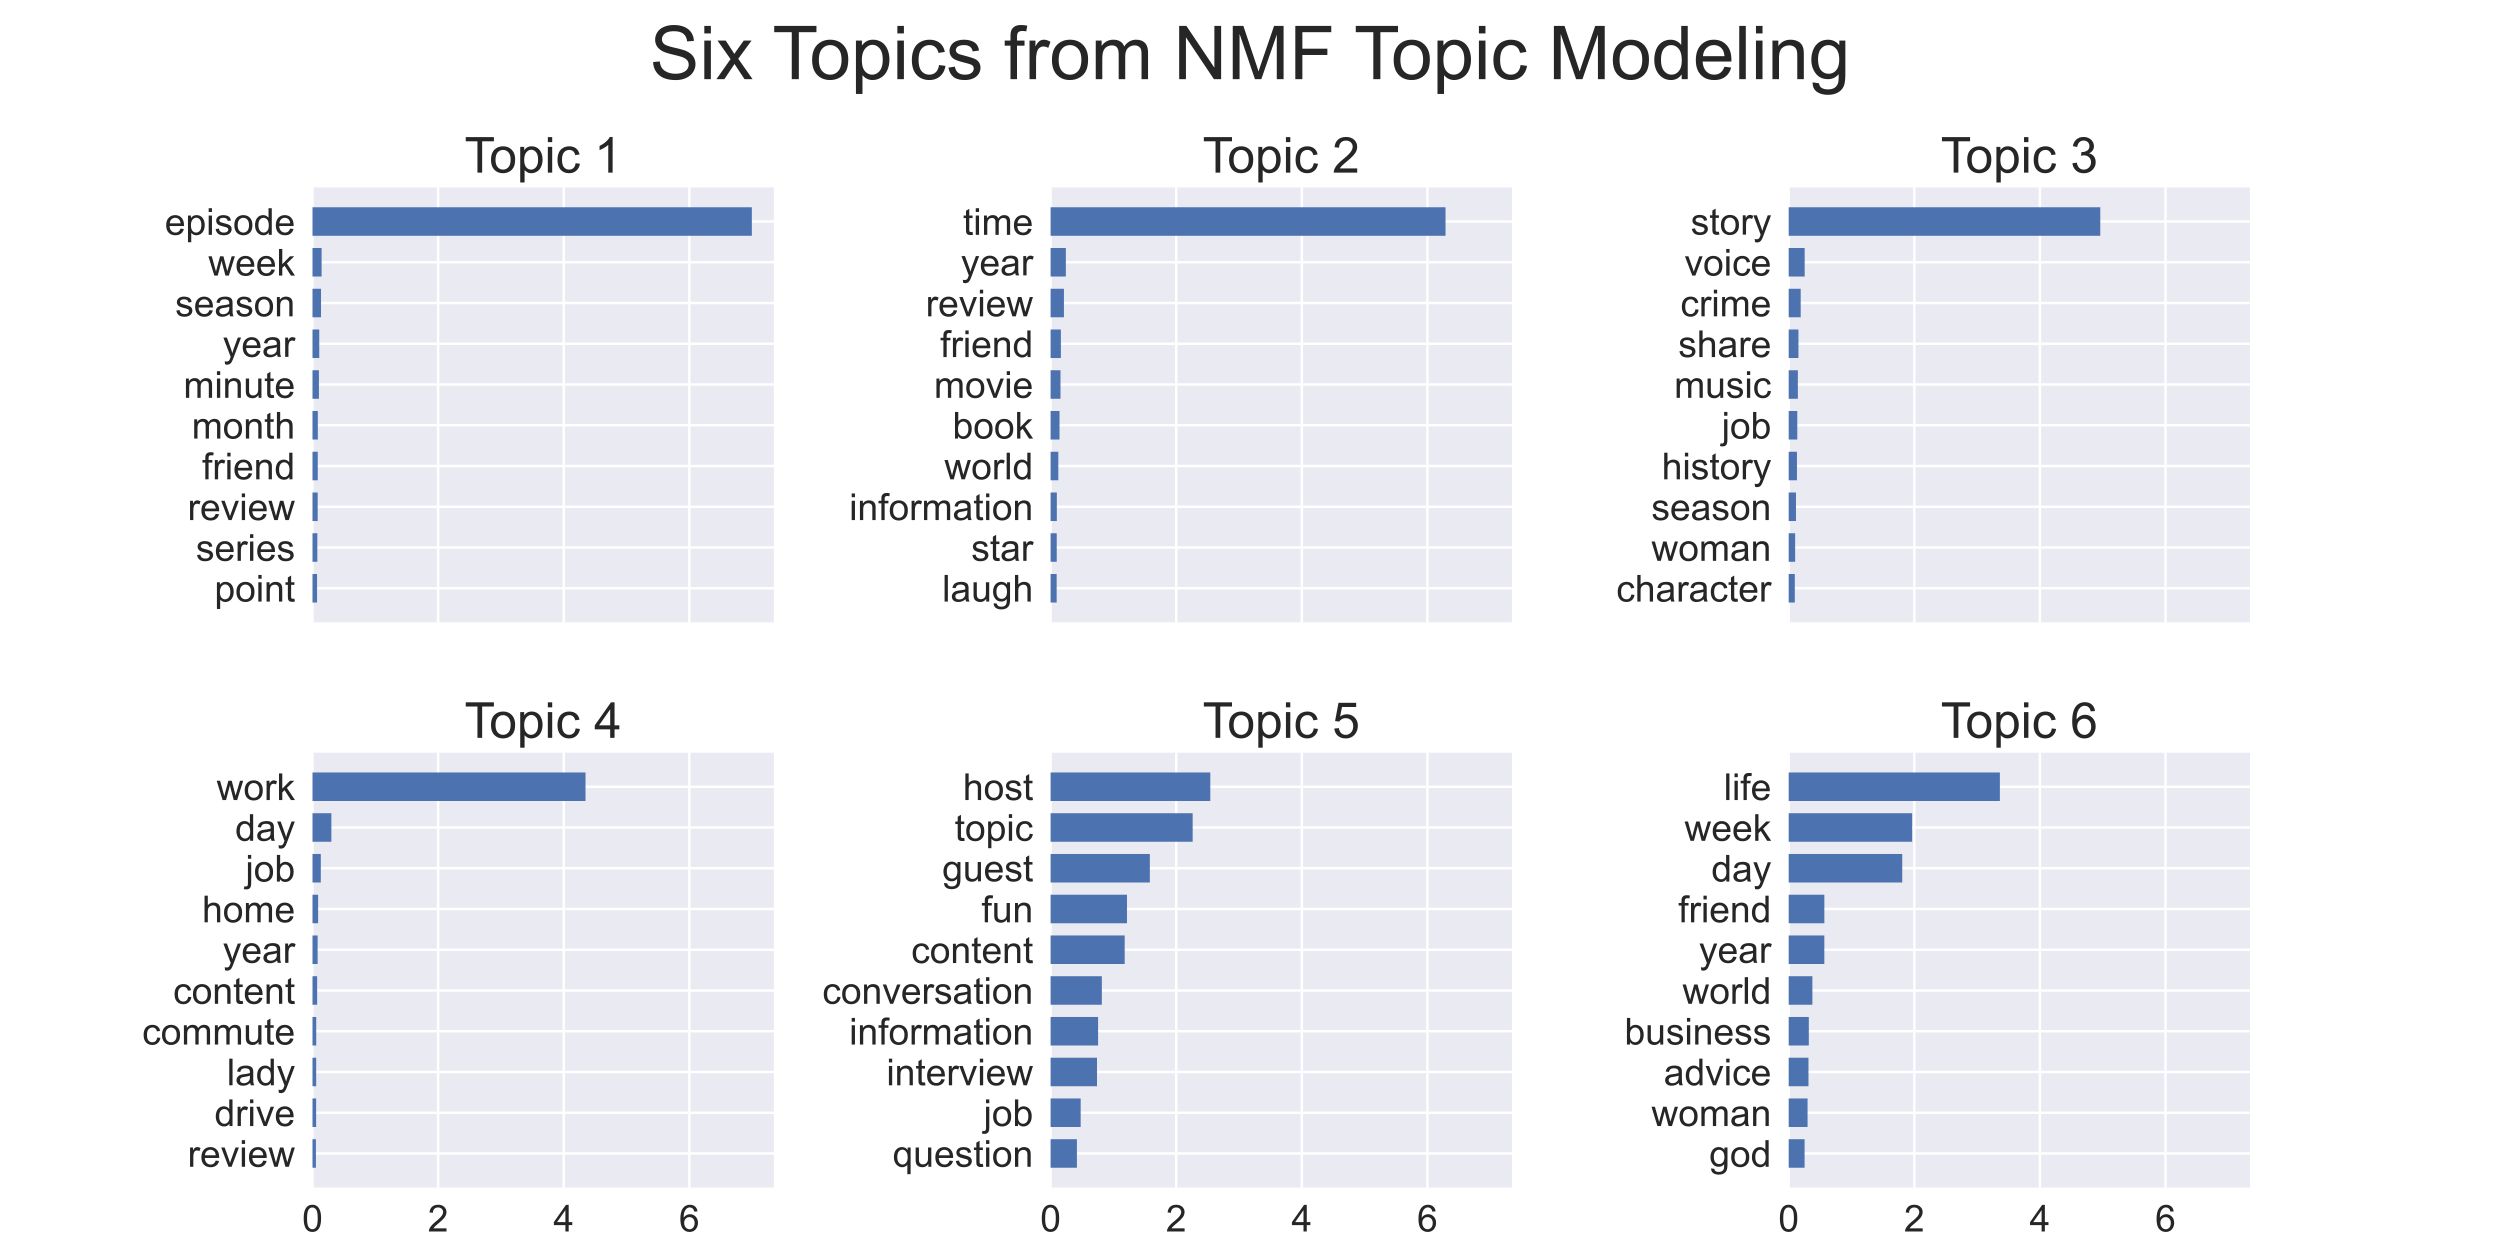 Six Topics from NMF Topic Modeling
Topic 1
episode
week
season
year
minute
month
friend
review
series
point
Topic 2
time
year
review
friend
movie
book
world
information
star
laugh
Topic 3
story
voice
crime
share
music
job
history
season
woman
character
Topic 4
work
day
job
home
year
content
commute
lady
drive
review
0 2 4 6
Topic 5
host
topic
guest
fun
content
conversation
information
interview
job
question
0 2 4 6
Topic 6
life
week
day
friend
year
world
business
advice
woman
god
0 2 4 6